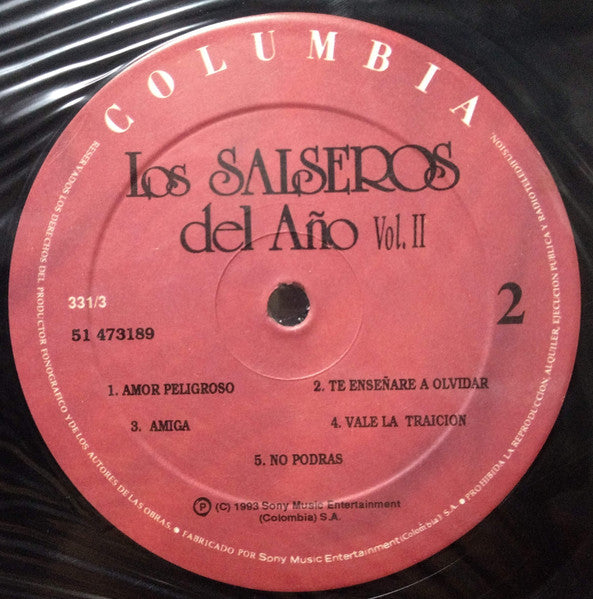 COLUMBIA
Los SALSEROS
del Año Vol. II
331/3
2
51 473189
1. AMOR PELIGROSO
2. TE ENSEÑARE A OLVIDAR
3. AMIGA
4. VALE LA TRAICION
5. NO PODRAS
P (C) 1993 Sony Music Entertainment
(Colombia) S.A.
RESERVADOS LOS DERECHOS DEL PRODUCTOR FONOGRAFICO Y DE LOS AUTORES DE LAS OBRAS. ● FABRICADO POR Sony Music Entertainment (Colombia) S.A. ● PROHIBIDA LA REPRODUCCION, ALQUILER, EJECUCION PUBLICA Y RADIOTELEDIFUSION.